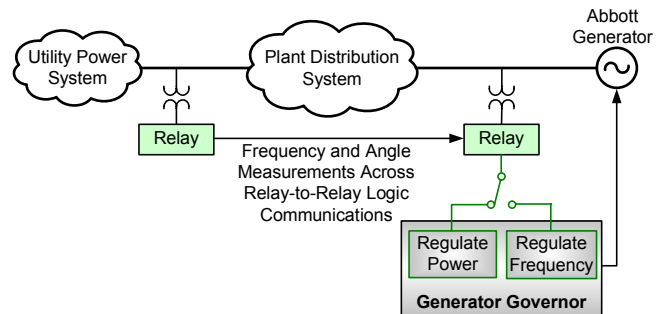 Abbott
Generator
Utility Power
System
Plant Distribution
System
Relay
Relay
Frequency and Angle
Measurements Across
Relay-to-Relay Logic
Communications
Regulate
Power
Regulate
Frequency
Generator Governor